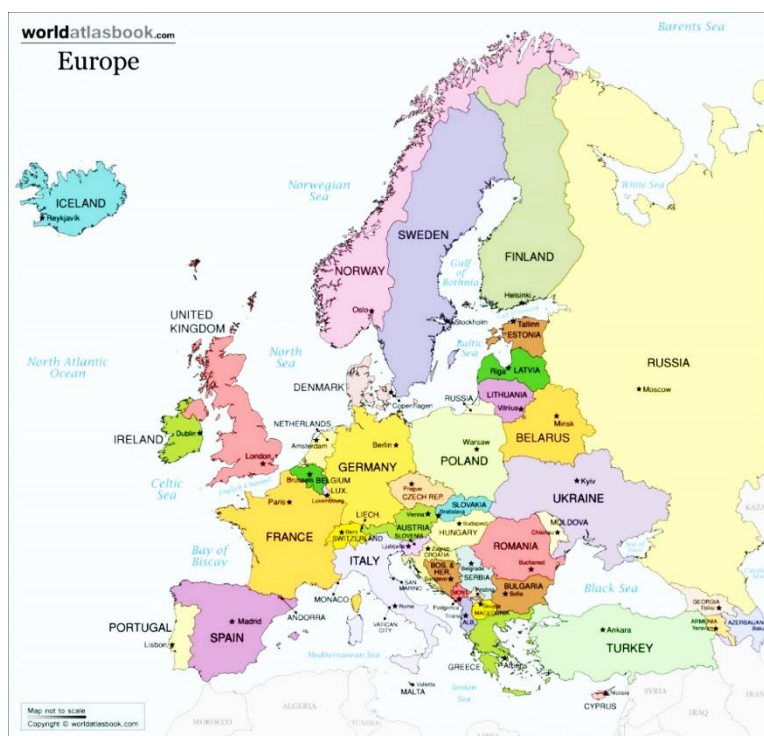 worldatlasbook.com
Europe
Barents Sea
ICELAND
Reykjavik
Norwegian
Sea
White Sea
SWEDEN
FINLAND
NORWAY
Gulf
of
Bothnia
Helsinki
Oslo
UNITED
KINGDOM
Stockholm
Tallinn
ESTONIA
North Atlantic
Ocean
North
Sea
Baltic
Sea
RUSSIA
Riga
LATVIA
Moscow
DENMARK
Copenhagen
RUSSIA
LITHUANIA
Vilnius
Minsk
BELARUS
IRELAND
Dublin
NETHERLANDS
Amsterdam
Berlin
Warsaw
POLAND
London
GERMANY
Celtic
Sea
English Channel
Brussels
BELGIUM
LUX.
Luxembourg
Prague
CZECH REP.
Kyiv
UKRAINE
Paris
SLOVAKIA
Vienna
Bratislava
LIECH.
AUSTRIA
Budapest
HUNGARY
MOLDOVA
Chisinau
FRANCE
Bern
SWITZERLAND
SLOVENIA
Ljubljana
Zagreb
CROATIA
ROMANIA
Bay of
Biscay
ITALY
BOS. &
HER.
Sarajevo
Belgrade
SERBIA
Bucharest
SAN
MARINO
MONACO
ANDORRA
BULGARIA
Sofia
Black Sea
GEORGIA
Tbilisi
MONT.
Podgorica
MACEDONIA
PORTUGAL
Lisbon
Madrid
SPAIN
Rome
VATICAN
CITY
Tirana
ALB.
ARMENIA
Yerevan
AZERBAIJAN
Baku
Ankara
TURKEY
Mediterranean Sea
GREECE
Athens
Valletta
MALTA
Ionian
Sea
Nicosia
CYPRUS
SYRIA
IRAQ
IRAN
MOROCCO
ALGERIA
TUNISIA
Map not to scale
Copyright © worldatlasbook.com